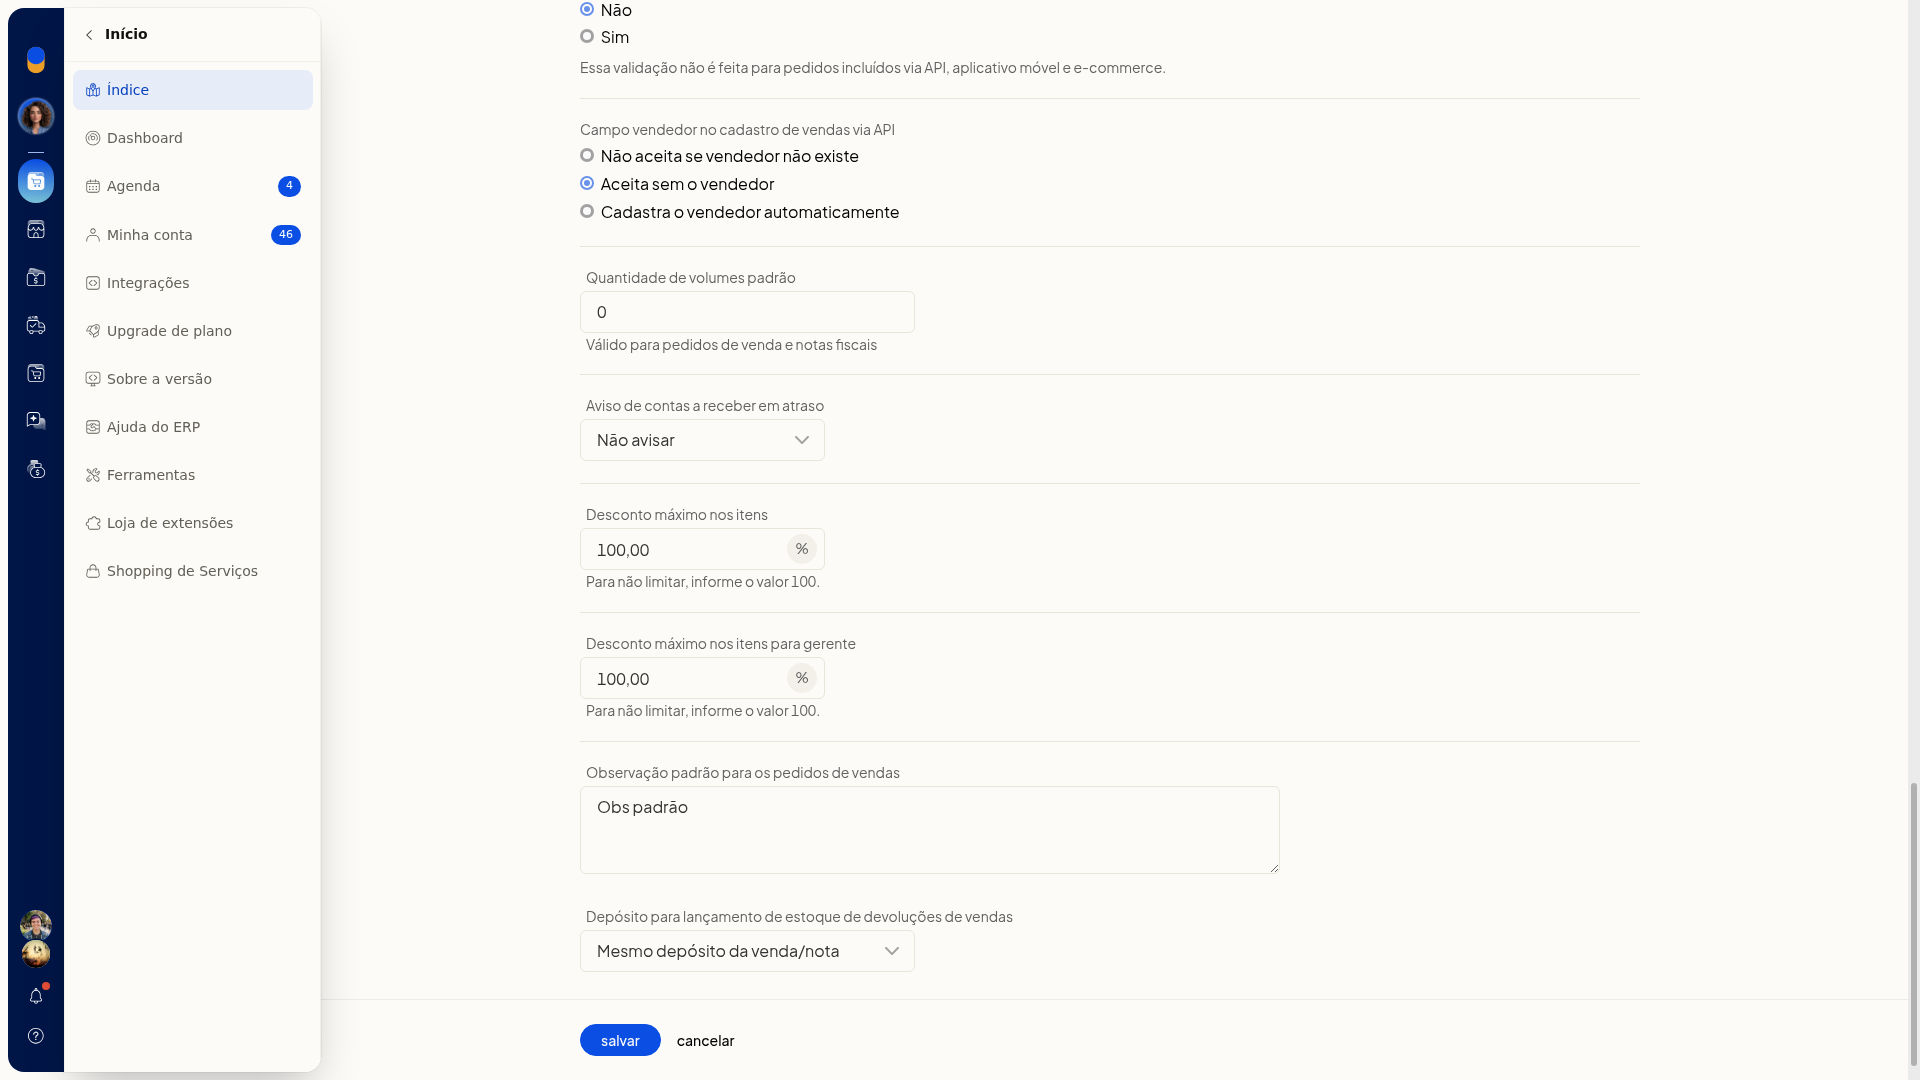 Início
Índice
Dashboard
Agenda
4
Minha conta
46
Integrações
Upgrade de plano
Sobre a versão
Ajuda do ERP
Ferramentas
Loja de extensões
Shopping de Serviços
Não
Sim
Essa validação não é feita para pedidos incluídos via API, aplicativo móvel e e-commerce.
Campo vendedor no cadastro de vendas via API
Não aceita se vendedor não existe
Aceita sem o vendedor
Cadastra o vendedor automaticamente
Quantidade de volumes padrão
0
Válido para pedidos de venda e notas fiscais
Aviso de contas a receber em atraso
Não avisar
Desconto máximo nos itens
100,00 %
Para não limitar, informe o valor 100.
Desconto máximo nos itens para gerente
100,00 %
Para não limitar, informe o valor 100.
Observação padrão para os pedidos de vendas
Obs padrão
Depósito para lançamento de estoque de devoluções de vendas
Mesmo depósito da venda/nota
salvar cancelar